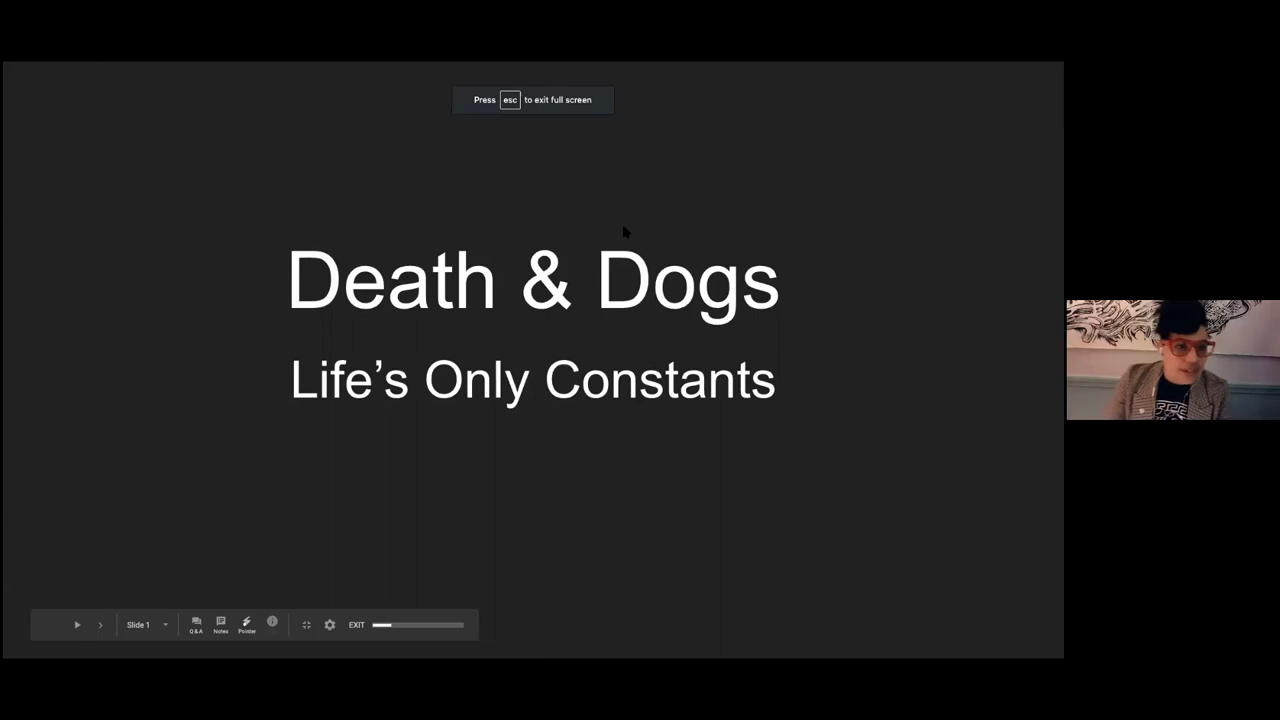 Press esc to exit full screen
Death & Dogs
Life’s Only Constants
Slide 1
Q&A
Notes
Pointer
EXIT